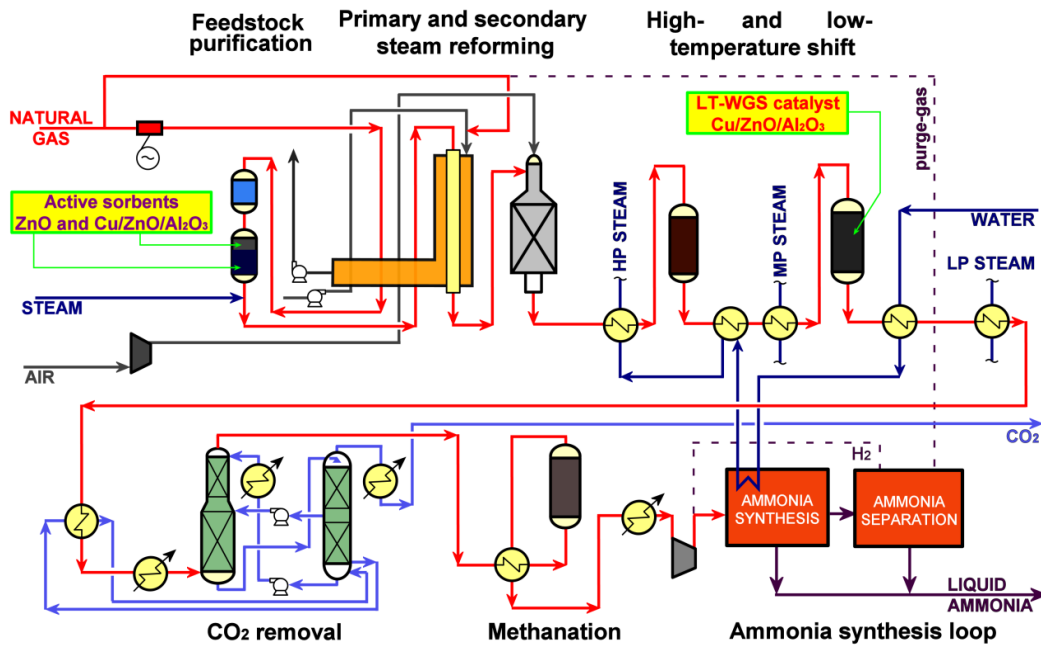 Feedstock
purification
Primary and secondary
steam reforming
High- and low-
temperature shift
NATURAL
GAS
LT-WGS catalyst
Cu/ZnO/Al₂O₃
purge-gas
Active sorbents
ZnO and Cu/ZnO/Al₂O₃
HP STEAM
MP STEAM
WATER
LP STEAM
STEAM
AIR
CO₂
H₂
AMMONIA
SYNTHESIS
AMMONIA
SEPARATION
LIQUID
AMMONIA
CO₂ removal
Methanation
Ammonia synthesis loop